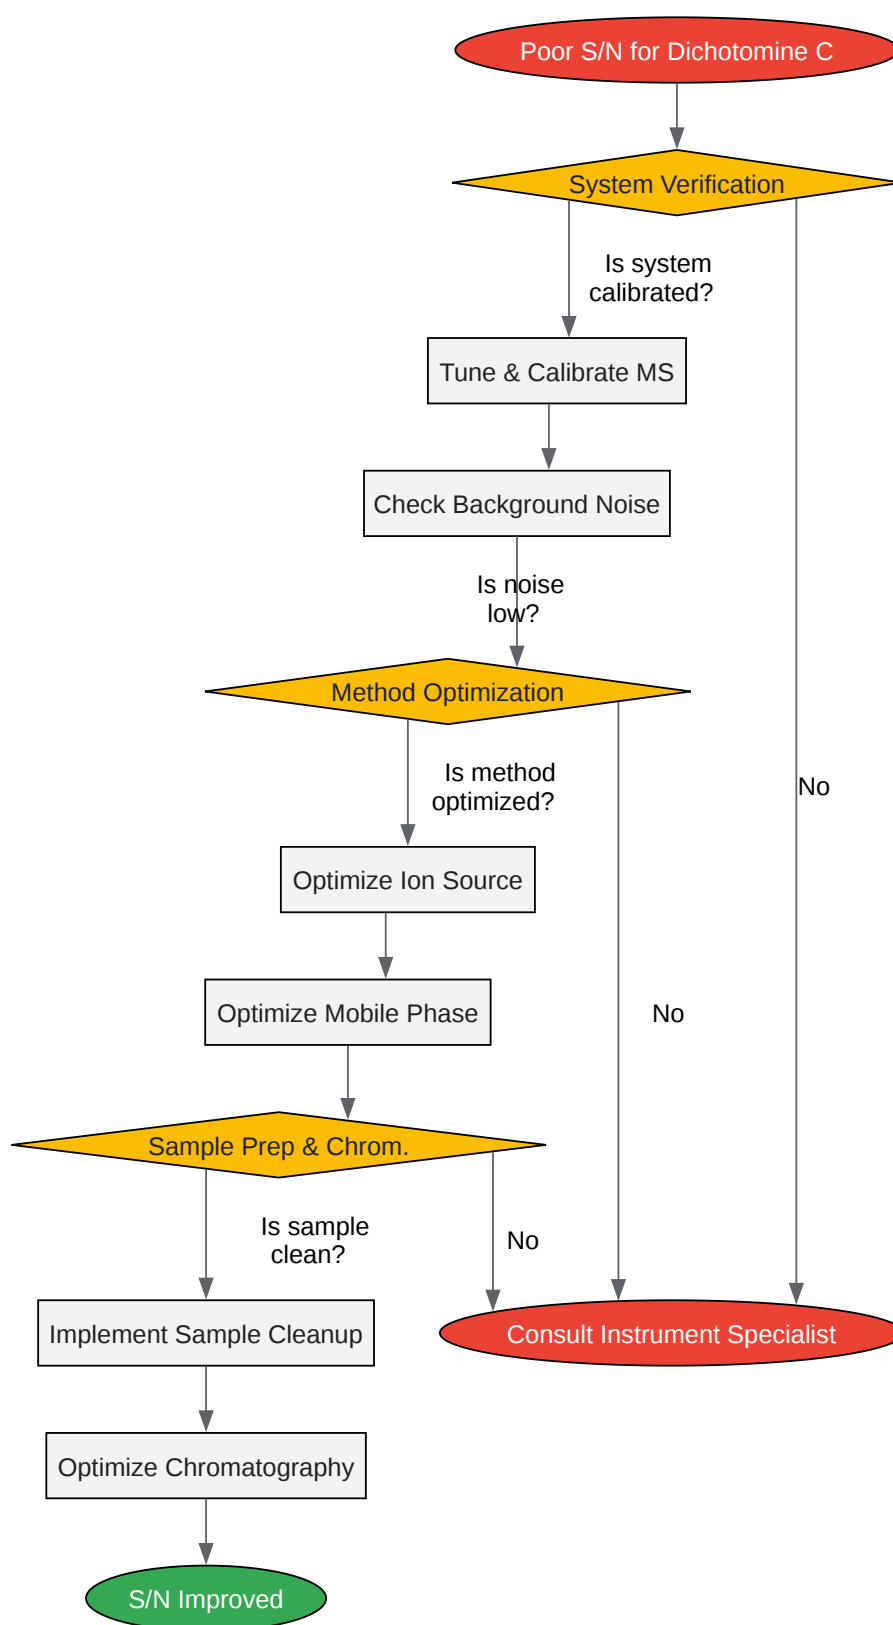 Poor S/N for Dichotomine C
System Verification
Is system
calibrated?
Tune & Calibrate MS
Check Background Noise
Is noise
low?
Method Optimization
Is method
optimized?
No
Optimize Ion Source
Optimize Mobile Phase
No
Sample Prep & Chrom.
Is sample
clean?
No
Implement Sample Cleanup
Consult Instrument Specialist
Optimize Chromatography
S/N Improved